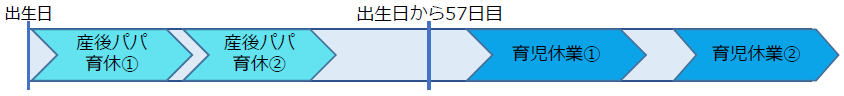 出生日
出生日から57日目
産後パパ
育休①
産後パパ
育休②
育児休業①
育児休業②